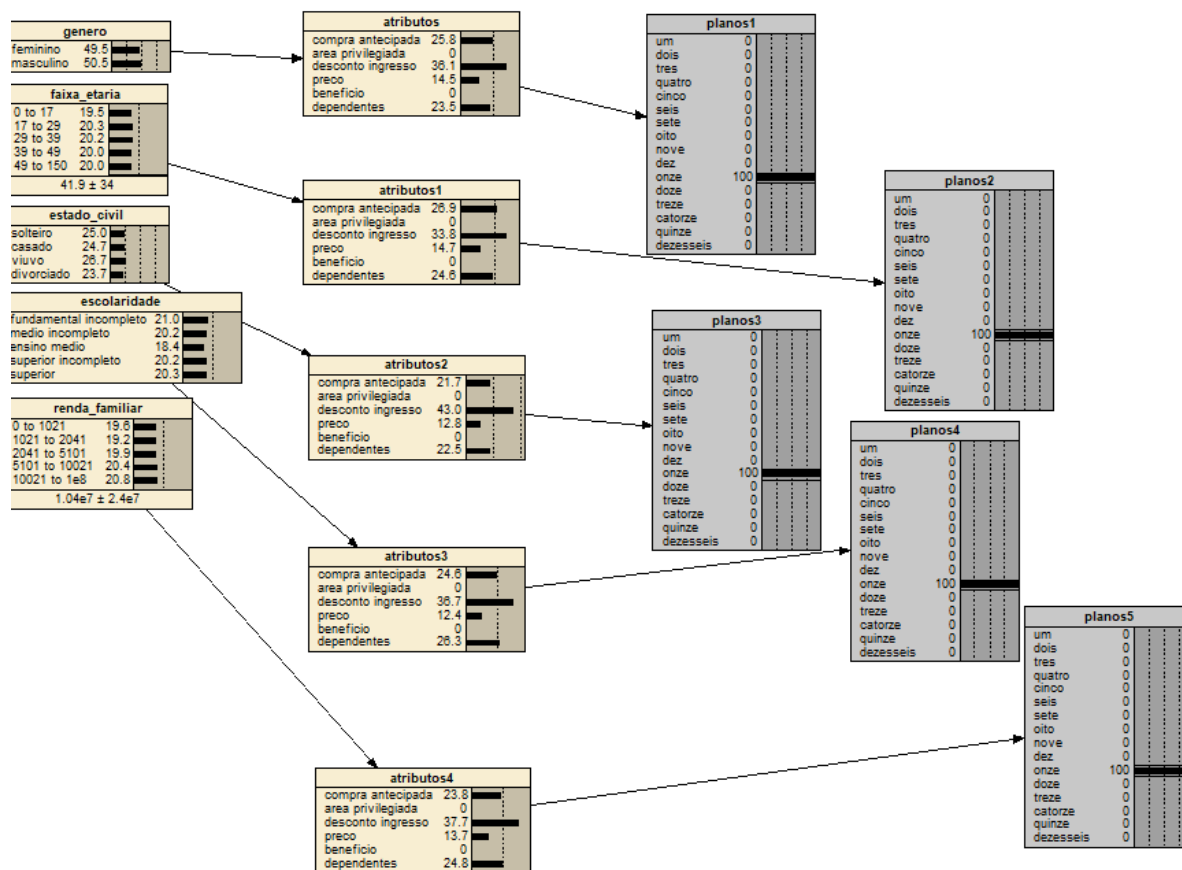 genero
feminino 49.5
masculino 50.5
faixa_etaria
0 to 17 19.5
17 to 29 20.3
29 to 39 20.2
39 to 49 20.0
49 to 150 20.0
41.9 ± 34
estado_civil
solteiro 25.0
casado 24.7
viuvo 26.7
divorciado 23.7
escolaridade
fundamental incompleto 21.0
medio incompleto 20.2
ensino medio 18.4
superior incompleto 20.2
superior 20.3
renda_familiar
0 to 1021 19.6
1021 to 2041 19.2
2041 to 5101 19.9
5101 to 10021 20.4
10021 to 1e8 20.8
1.04e7 ± 2.4e7
atributos
compra antecipada 25.8
area privilegiada 0
desconto ingresso 36.1
preco 14.5
beneficio 0
dependentes 23.5
atributos1
compra antecipada 26.9
area privilegiada 0
desconto ingresso 33.8
preco 14.7
beneficio 0
dependentes 24.6
atributos2
compra antecipada 21.7
area privilegiada 0
desconto ingresso 43.0
preco 12.8
beneficio 0
dependentes 22.5
atributos3
compra antecipada 24.6
area privilegiada 0
desconto ingresso 36.7
preco 12.4
beneficio 0
dependentes 26.3
atributos4
compra antecipada 23.8
area privilegiada 0
desconto ingresso 37.7
preco 13.7
beneficio 0
dependentes 24.8
planos1
um 0
dois 0
tres 0
quatro 0
cinco 0
seis 0
sete 0
oito 0
nove 0
dez 0
onze 100
doze 0
treze 0
catorze 0
quinze 0
dezesseis 0
planos2
um 0
dois 0
tres 0
quatro 0
cinco 0
seis 0
sete 0
oito 0
nove 0
dez 0
onze 100
doze 0
treze 0
catorze 0
quinze 0
dezesseis 0
planos3
um 0
dois 0
tres 0
quatro 0
cinco 0
seis 0
sete 0
oito 0
nove 0
dez 0
onze 100
doze 0
treze 0
catorze 0
quinze 0
dezesseis 0
planos4
um 0
dois 0
tres 0
quatro 0
cinco 0
seis 0
sete 0
oito 0
nove 0
dez 0
onze 100
doze 0
treze 0
catorze 0
quinze 0
dezesseis 0
planos5
um 0
dois 0
tres 0
quatro 0
cinco 0
seis 0
sete 0
oito 0
nove 0
dez 0
onze 100
doze 0
treze 0
catorze 0
quinze 0
dezesseis 0